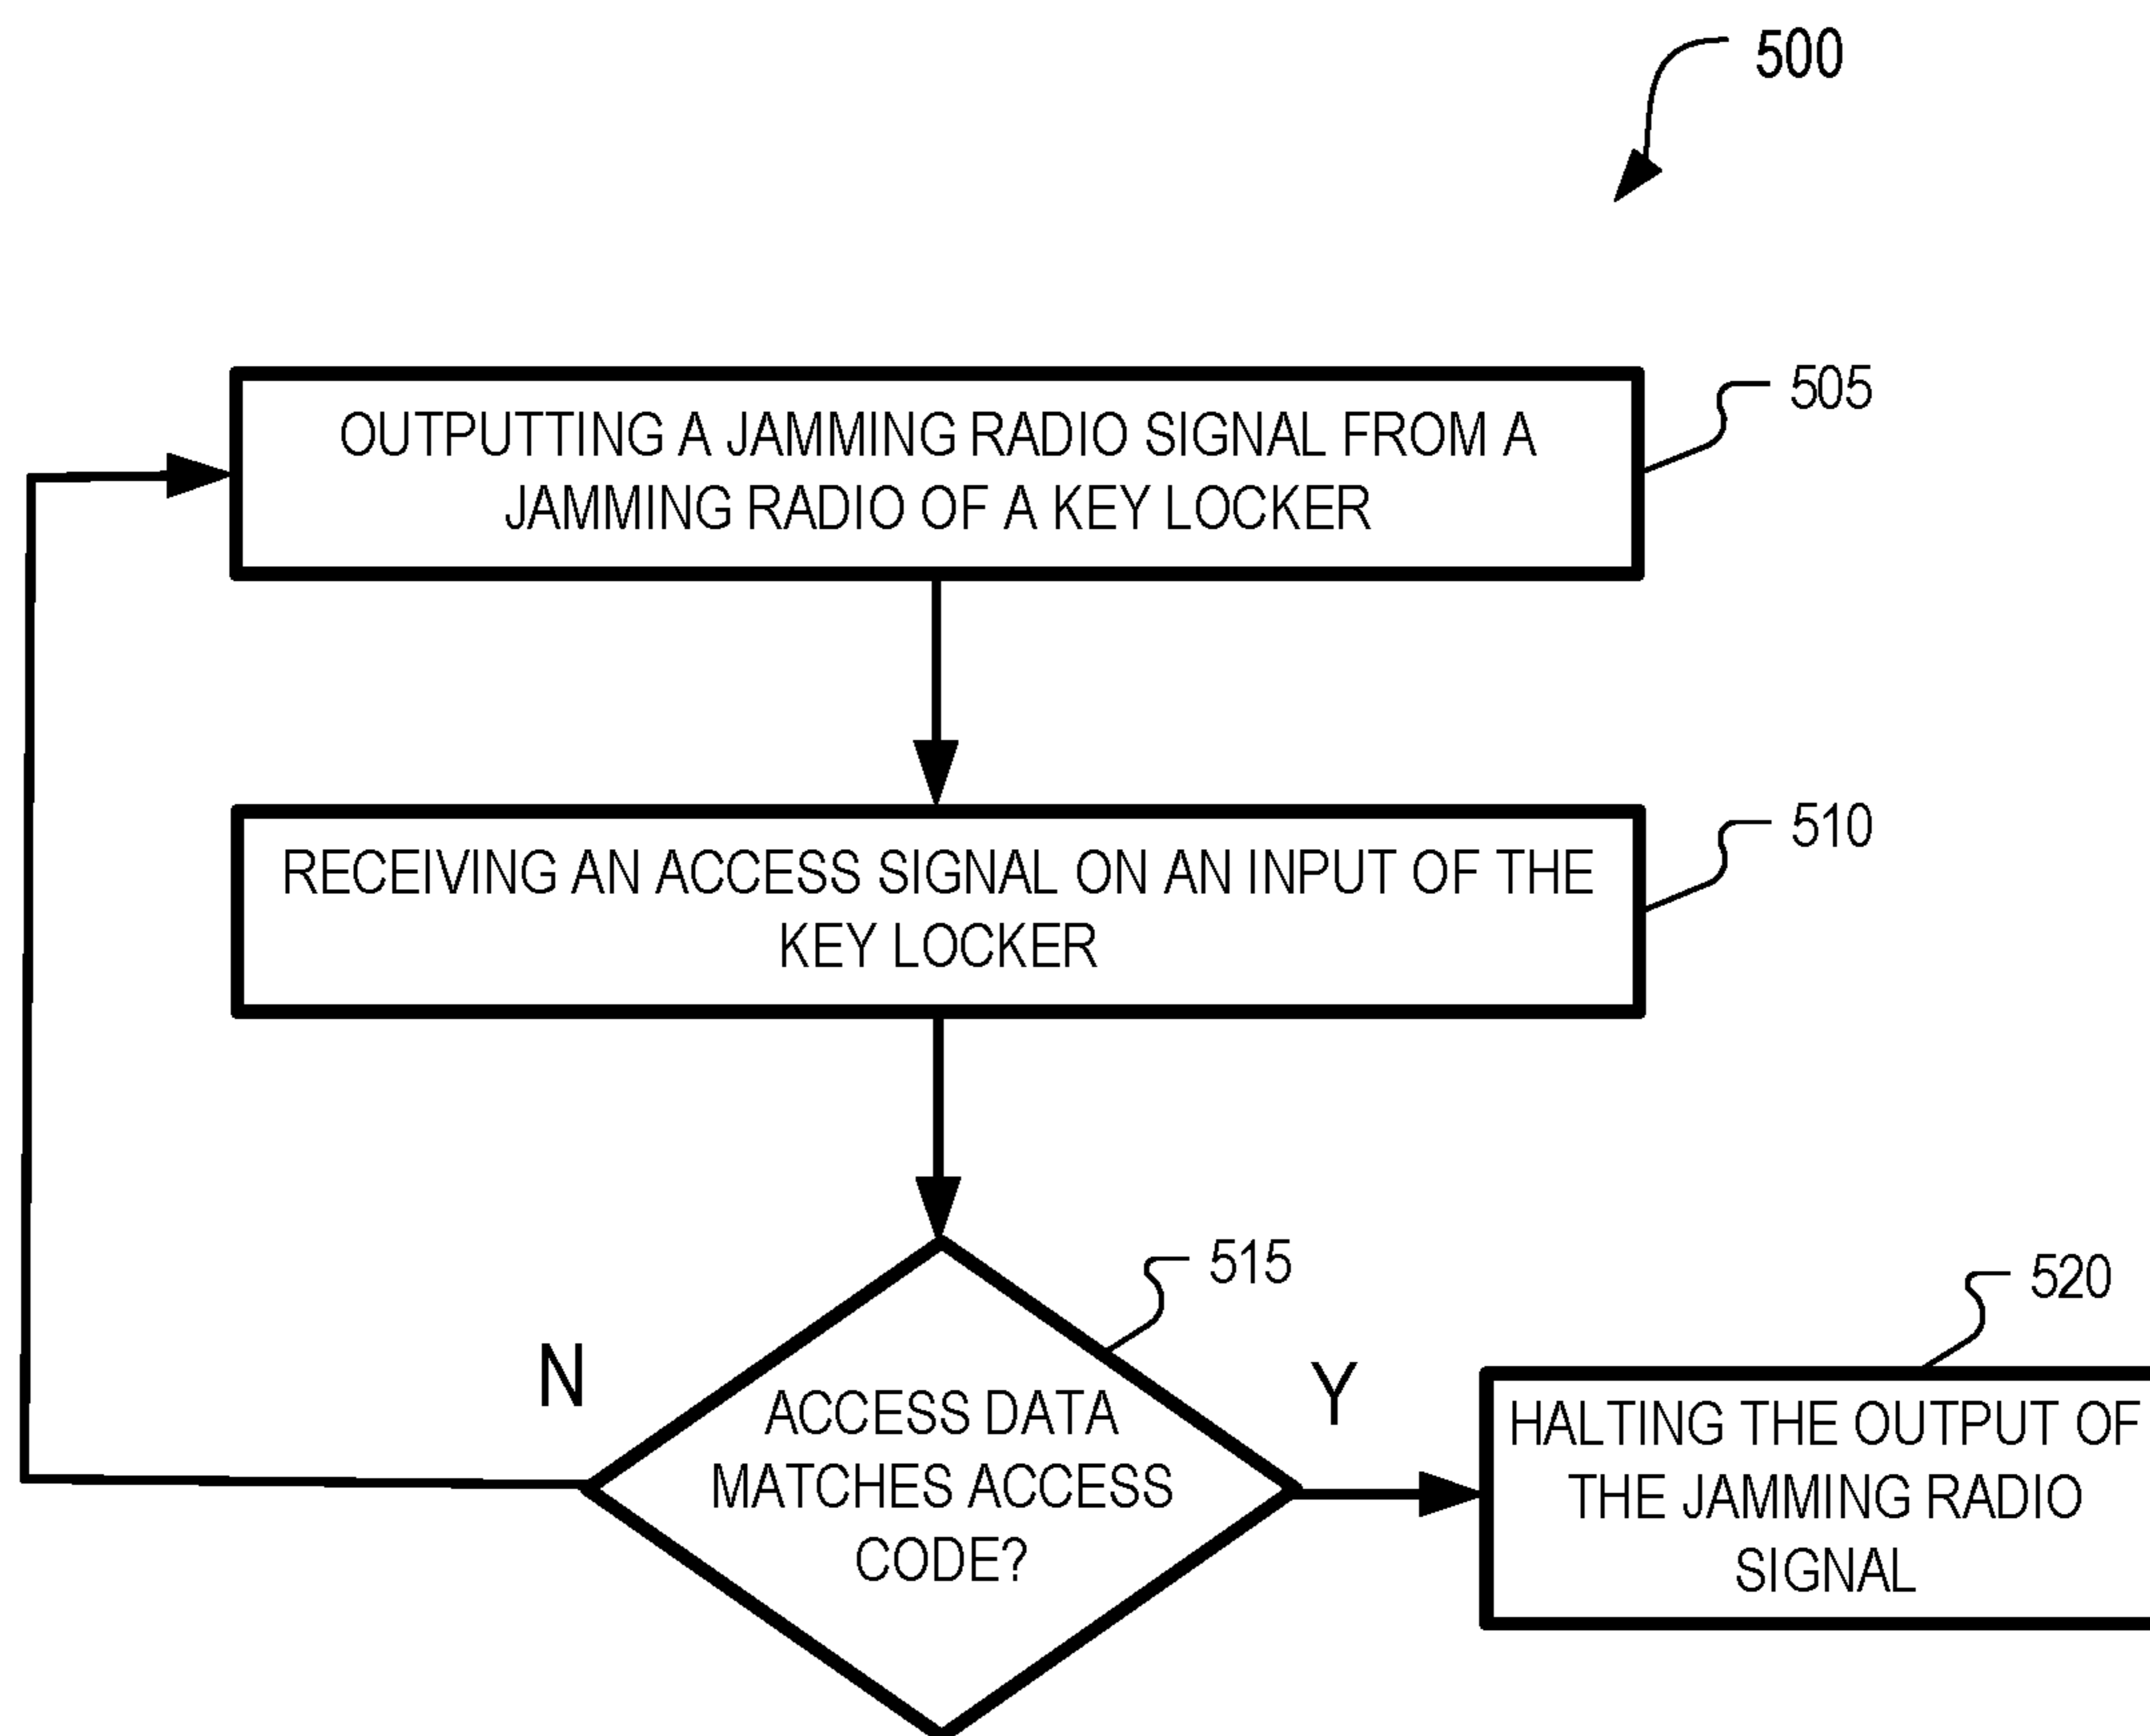 500
OUTPUTTING A JAMMING RADIO SIGNAL FROM A
JAMMING RADIO OF A KEY LOCKER
505
RECEIVING AN ACCESS SIGNAL ON AN INPUT OF THE
KEY LOCKER
510
515
520
N
Y
ACCESS DATA
MATCHES ACCESS
CODE?
HALTING THE OUTPUT OF
THE JAMMING RADIO
SIGNAL